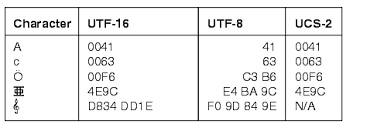 Character UTF-16 UTF-8 UCS-2
A 0041 41 0041
c 0063 63 0063
Ö 00F6 C3 B6 00F6
亜 4E9C E4 BA 9C 4E9C
𝄞 D834 DD1E F0 9D 84 9E N/A